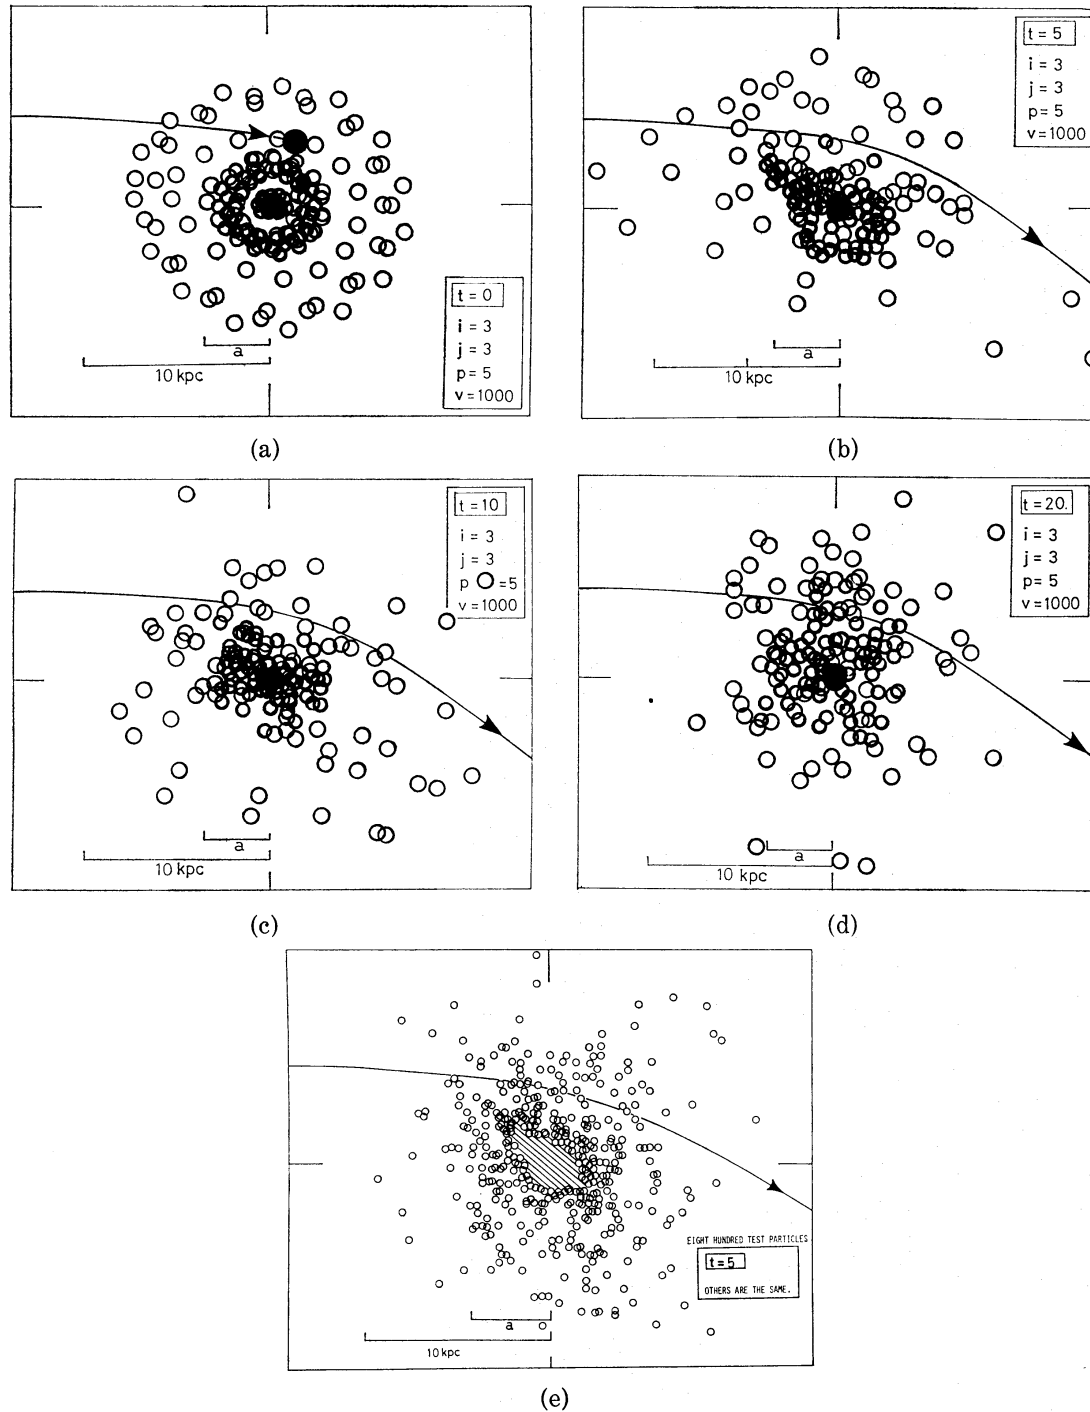 t = 0
i = 3
j = 3
p = 5
v = 1000
a
10 kpc
(a)
t = 5
i = 3
j = 3
p = 5
v = 1000
a
10 kpc
(b)
t = 10
i = 3
j = 3
p = 5
v = 1000
a
10 kpc
(c)
t = 20.
i = 3
j = 3
p = 5
v = 1000
a
10 kpc
(d)
EIGHT HUNDRED TEST PARTICLES
t = 5
OTHERS ARE THE SAME.
a
10 kpc
(e)